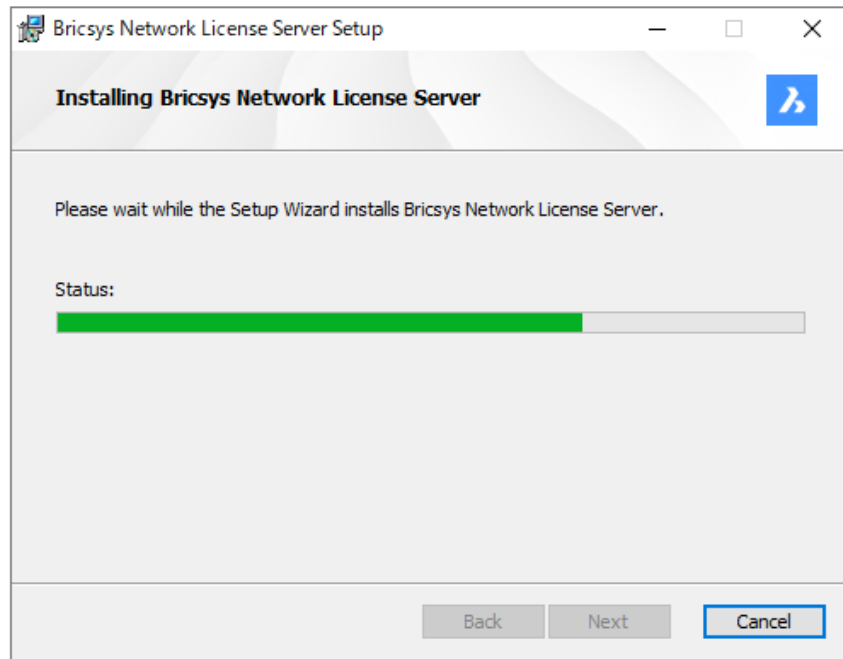 Bricsys Network License Server Setup
Installing Bricsys Network License Server
Please wait while the Setup Wizard installs Bricsys Network License Server.
Status:
Back Next Cancel